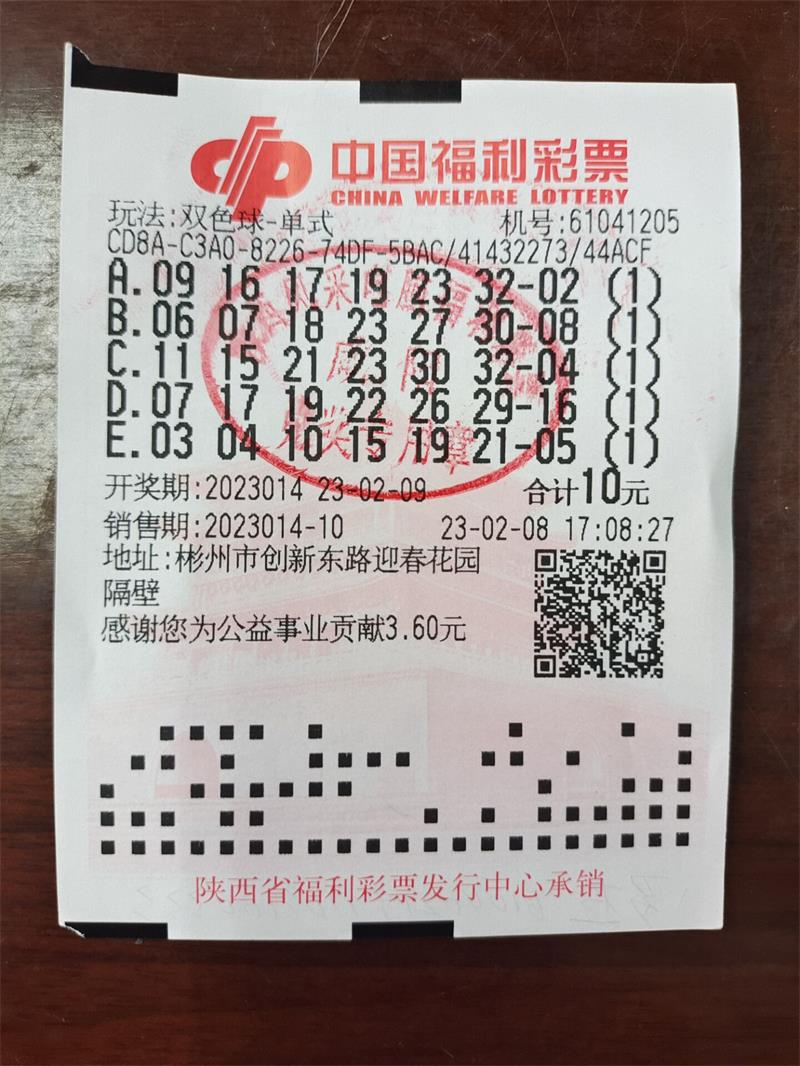 中国福利彩票
CHINA WELFARE LOTTERY
玩法:双色球-单式 机号:61041205
CD8A-C3A0-8226-74DF-5BAC/41432273/44ACF
A.09 16 17 19 23 32-02 (1)
B.06 07 18 23 27 30-08 (1)
C.11 15 21 23 30 32-04 (1)
D.07 17 19 22 26 29-16 (1)
E.03 04 10 15 19 21-05 (1)
开奖期:2023014 23-02-09 合计10元
销售期:2023014-10 23-02-08 17:08:27
地址:彬州市创新东路迎春花园
隔壁
感谢您为公益事业贡献3.60元
兑奖专用章
陕西省福利彩票发行中心承销